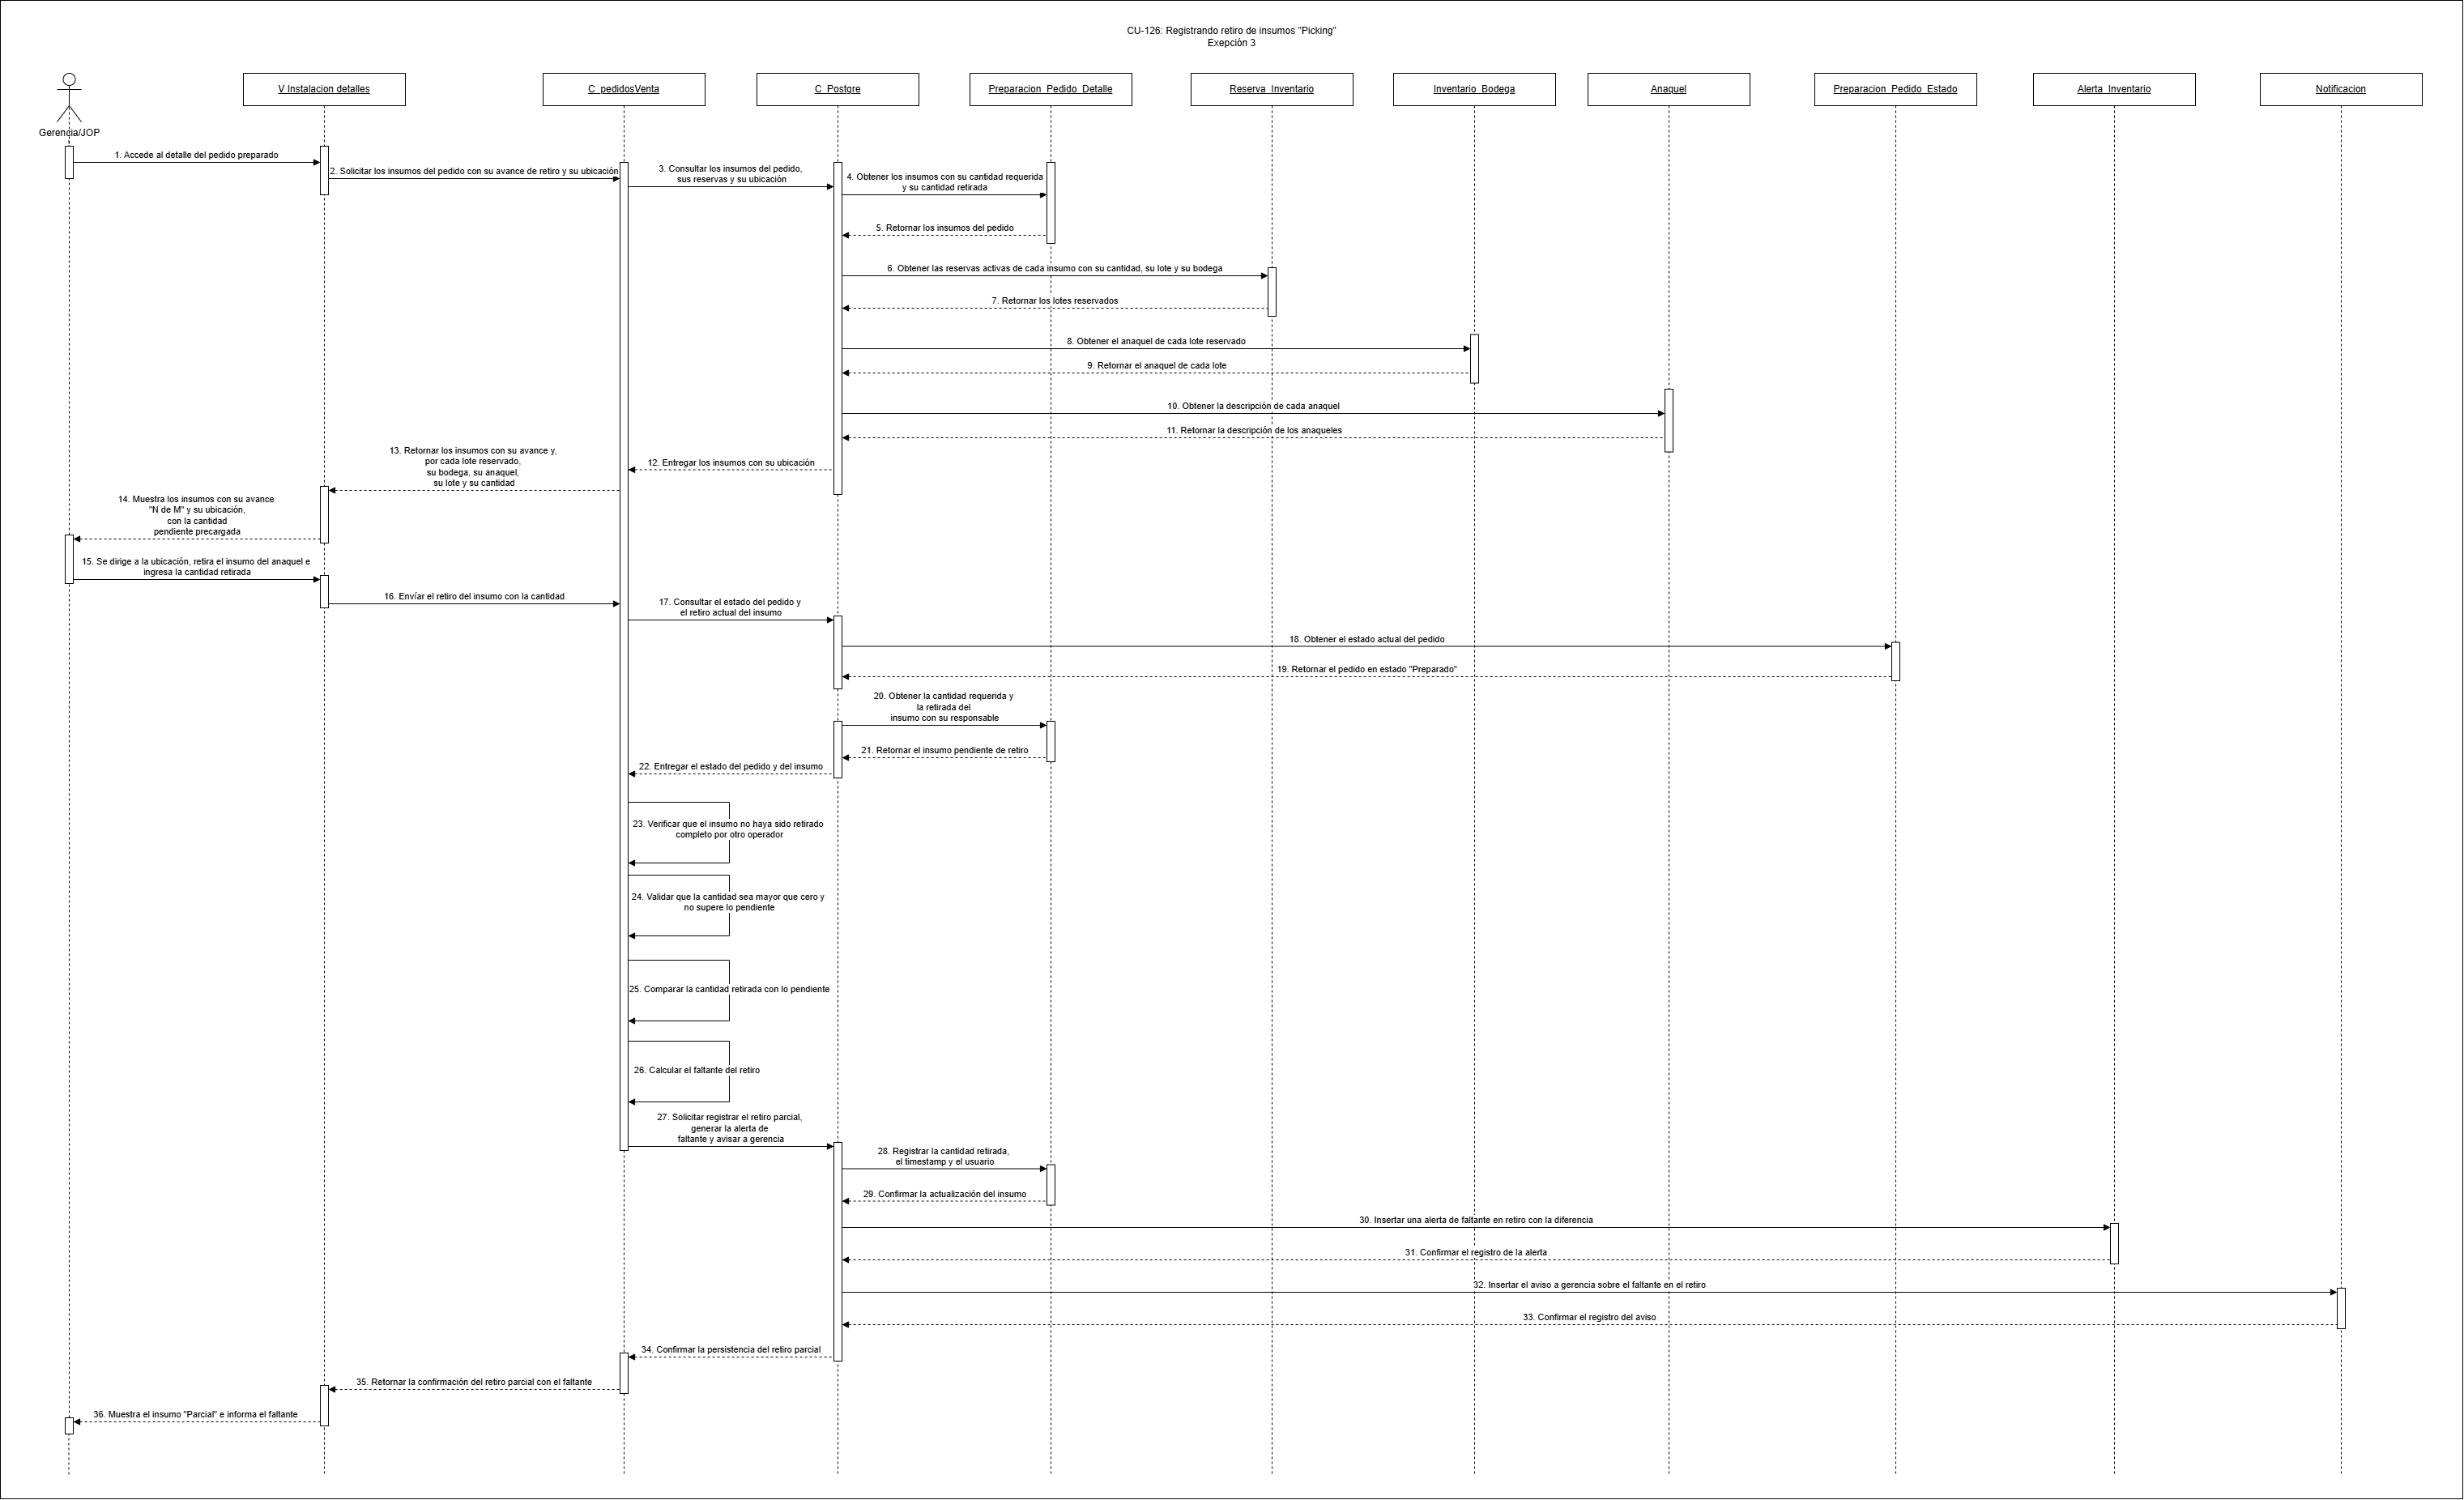 CU-126: Registrando retiro de insumos "Picking"
Exepción 3
Gerencia/JOP
V Instalacion detalles
C_pedidosVenta
C_Postgre
Preparacion_Pedido_Detalle
Reserva_Inventario
Inventario_Bodega
Anaquel
Preparacion_Pedido_Estado
Alerta_Inventario
Notificacion
1. Accede al detalle del pedido preparado
2. Solicitar los insumos del pedido con su avance de retiro y su ubicación
3. Consultar los insumos del pedido,
sus reservas y su ubicación
4. Obtener los insumos con su cantidad requerida
y su cantidad retirada
5. Retornar los insumos del pedido
6. Obtener las reservas activas de cada insumo con su cantidad, su lote y su bodega
7. Retornar los lotes reservados
8. Obtener el anaquel de cada lote reservado
9. Retornar el anaquel de cada lote
10. Obtener la descripción de cada anaquel
11. Retornar la descripción de los anaqueles
12. Entregar los insumos con su ubicación
13. Retornar los insumos con su avance y,
por cada lote reservado,
su bodega, su anaquel,
su lote y su cantidad
14. Muestra los insumos con su avance
"N de M" y su ubicación,
con la cantidad
pendiente precargada
15. Se dirige a la ubicación, retira el insumo del anaquel e
ingresa la cantidad retirada
16. Envíar el retiro del insumo con la cantidad
17. Consultar el estado del pedido y
el retiro actual del insumo
18. Obtener el estado actual del pedido
19. Retornar el pedido en estado "Preparado"
20. Obtener la cantidad requerida y
la retirada del
insumo con su responsable
21. Retornar el insumo pendiente de retiro
22. Entregar el estado del pedido y del insumo
23. Verificar que el insumo no haya sido retirado
completo por otro operador
24. Validar que la cantidad sea mayor que cero y
no supere lo pendiente
25. Comparar la cantidad retirada con lo pendiente
26. Calcular el faltante del retiro
27. Solicitar registrar el retiro parcial,
generar la alerta de
faltante y avisar a gerencia
28. Registrar la cantidad retirada,
el timestamp y el usuario
29. Confirmar la actualización del insumo
30. Insertar una alerta de faltante en retiro con la diferencia
31. Confirmar el registro de la alerta
32. Insertar el aviso a gerencia sobre el faltante en el retiro
33. Confirmar el registro del aviso
34. Confirmar la persistencia del retiro parcial
35. Retornar la confirmación del retiro parcial con el faltante
36. Muestra el insumo "Parcial" e informa el faltante